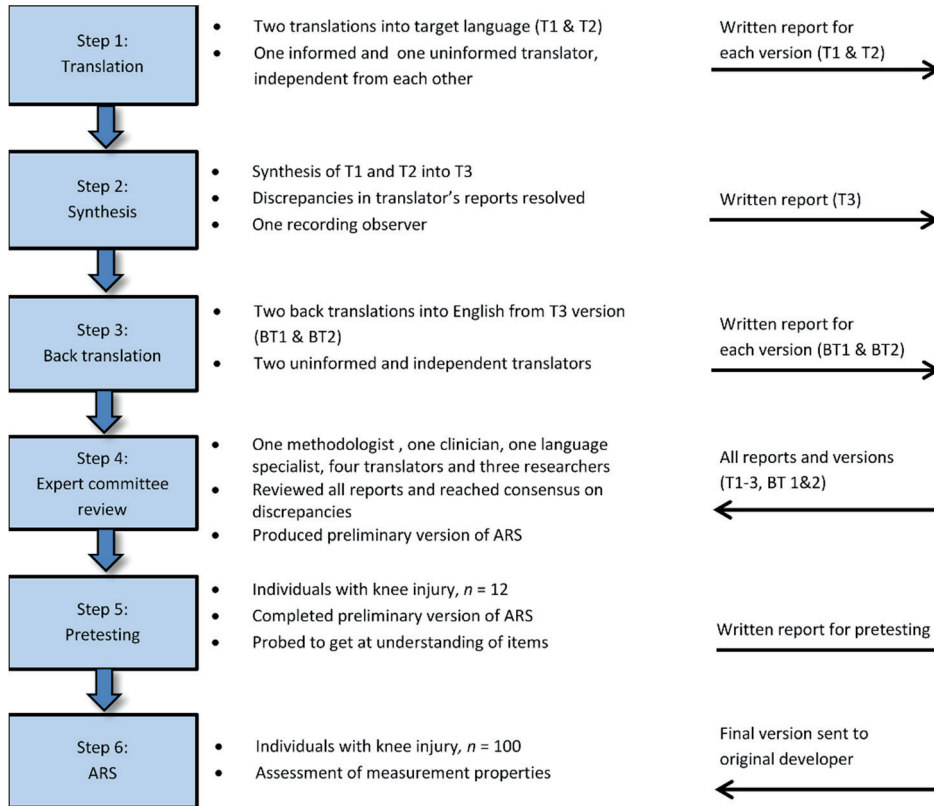 Step 1:
Translation
• Two translations into target language (T1 & T2)
• One informed and one uninformed translator,
independent from each other
Written report for
each version (T1 & T2)
Step 2:
Synthesis
• Synthesis of T1 and T2 into T3
• Discrepancies in translator's reports resolved
• One recording observer
Written report (T3)
Step 3:
Back translation
• Two back translations into English from T3 version
(BT1 & BT2)
• Two uninformed and independent translators
Written report for
each version (BT1 & BT2)
Step 4:
Expert committee
review
• One methodologist , one clinician, one language
specialist, four translators and three researchers
• Reviewed all reports and reached consensus on
discrepancies
• Produced preliminary version of ARS
All reports and versions
(T1-3, BT 1&2)
Step 5:
Pretesting
• Individuals with knee injury, n = 12
• Completed preliminary version of ARS
• Probed to get at understanding of items
Written report for pretesting
Step 6:
ARS
• Individuals with knee injury, n = 100
• Assessment of measurement properties
Final version sent to
original developer